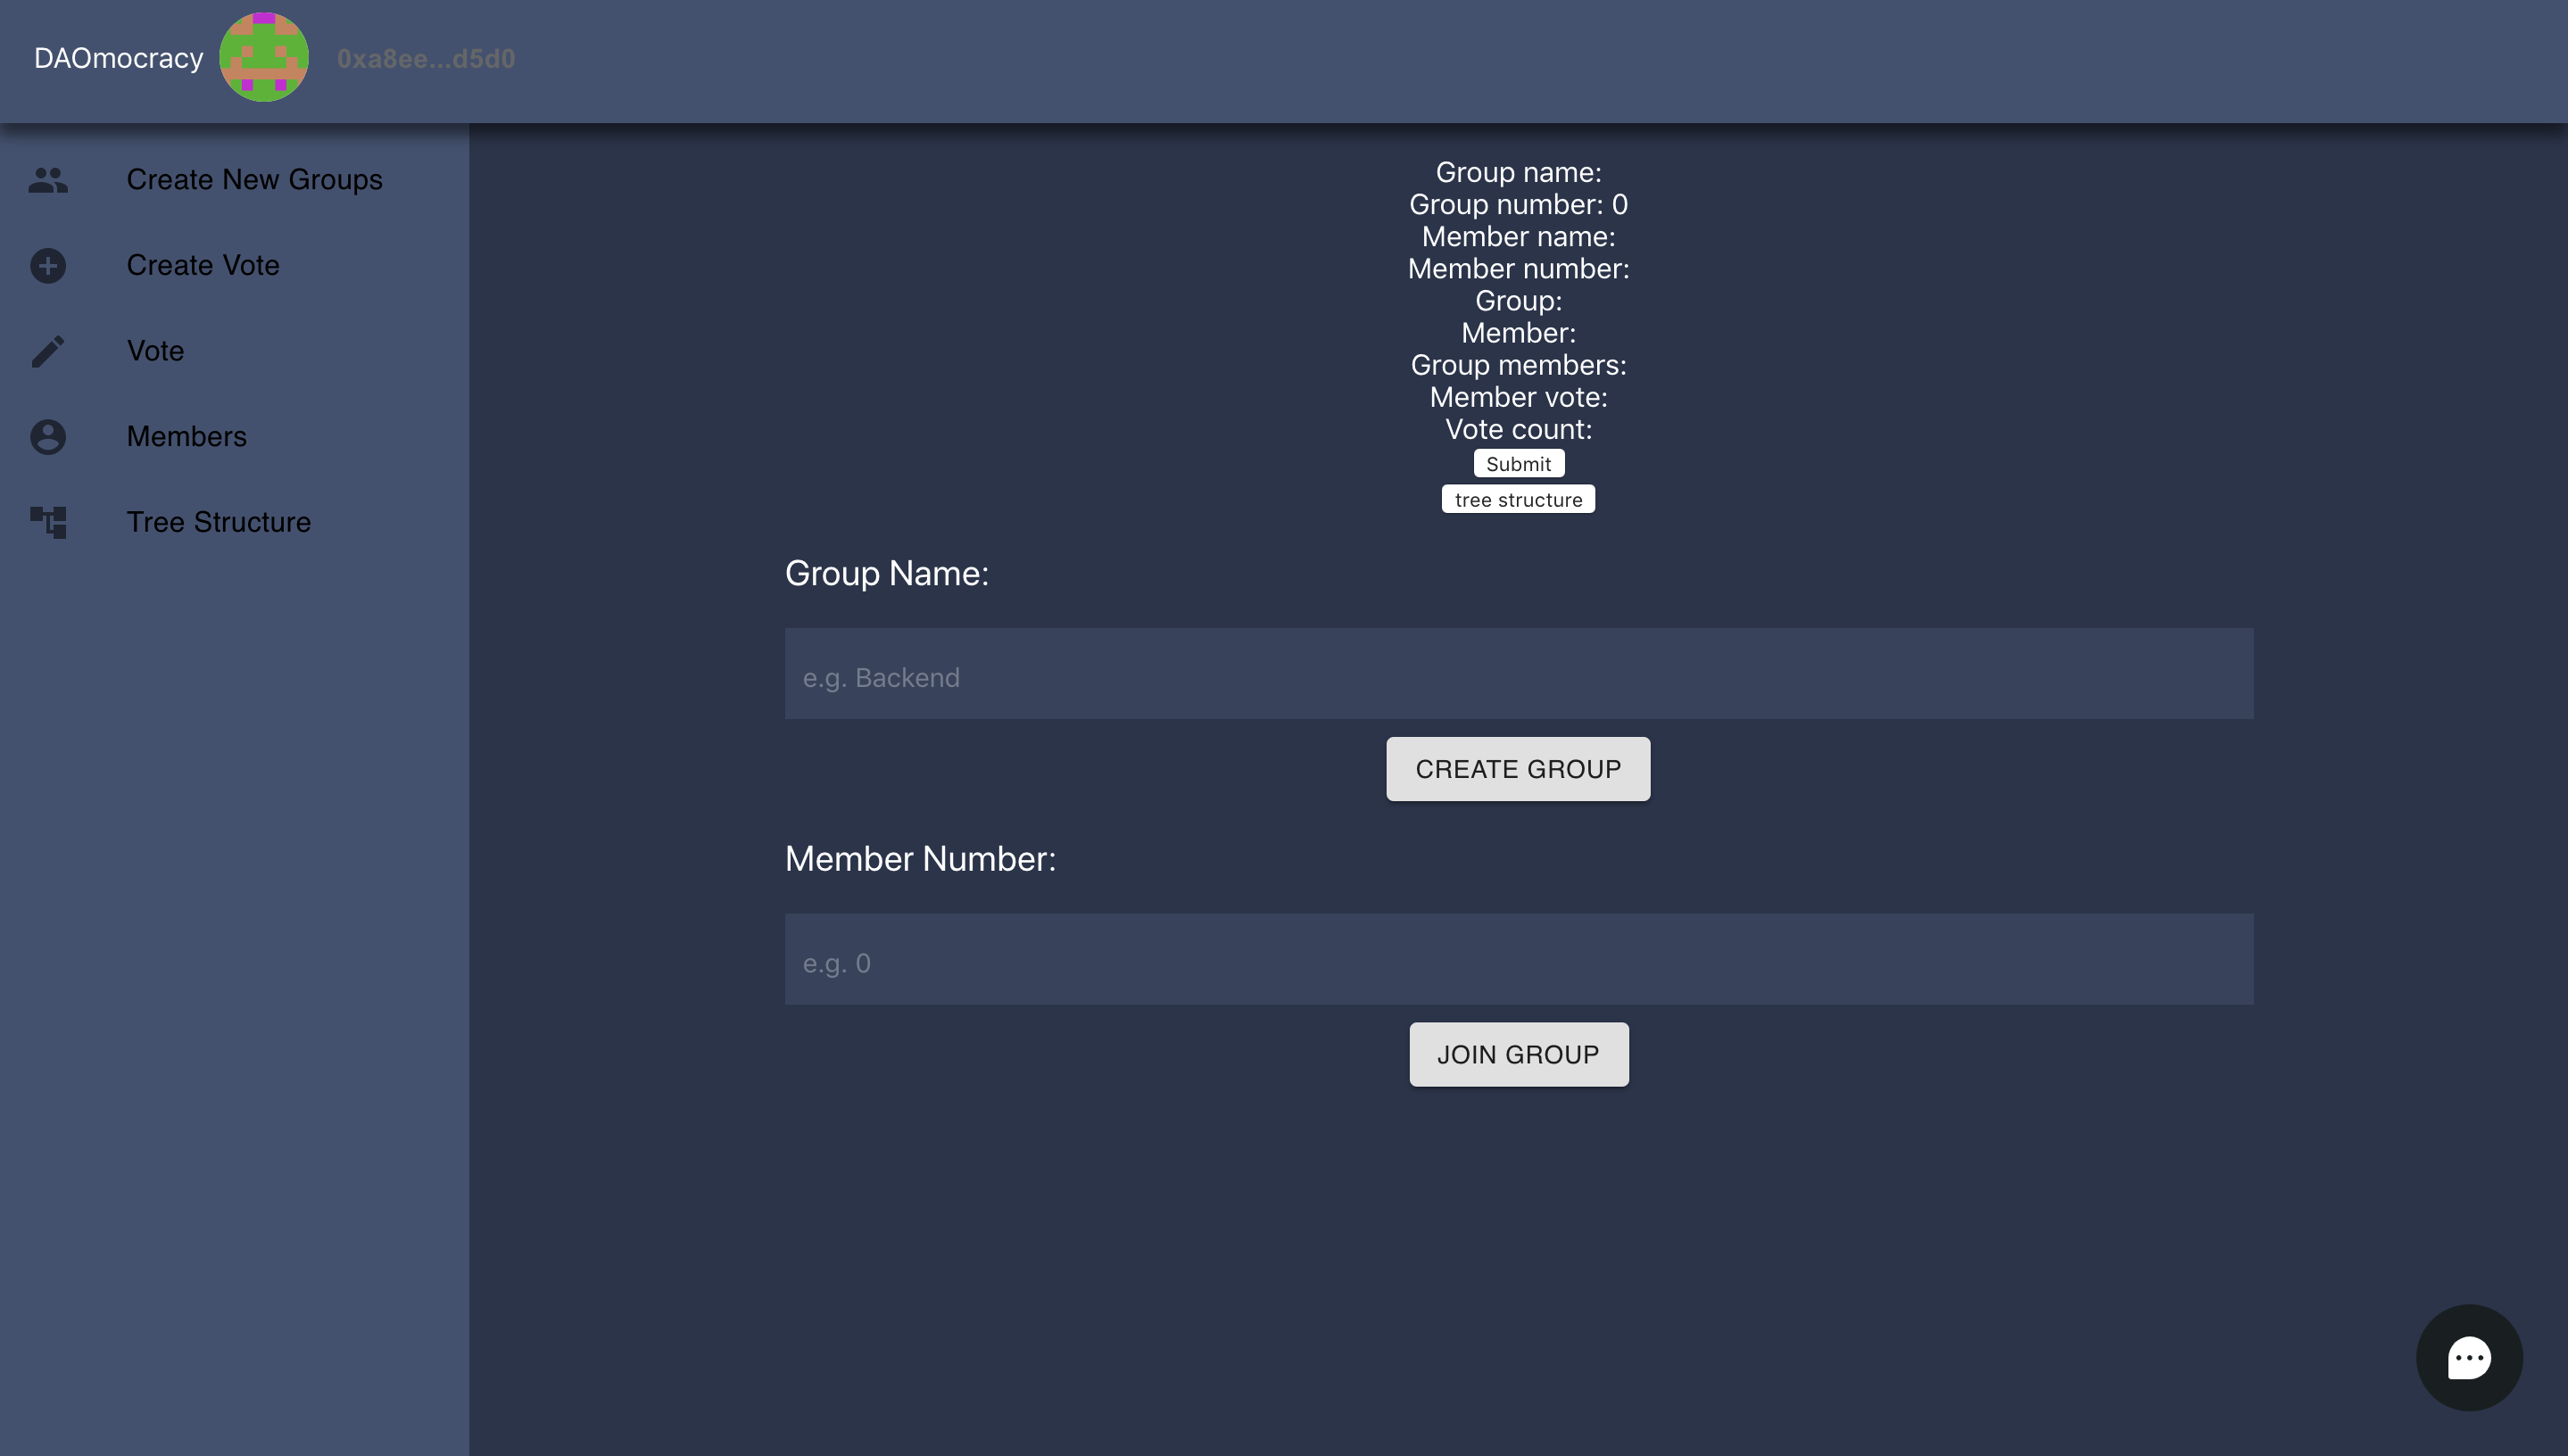 DAOmocracy 0xa8ee...d5d0
Create New Groups
Create Vote
Vote
Members
Tree Structure
Group name:
Group number: 0
Member name:
Member number:
Group:
Member:
Group members:
Member vote:
Vote count:
Submit
tree structure
Group Name:
e.g. Backend
CREATE GROUP
Member Number:
e.g. 0
JOIN GROUP